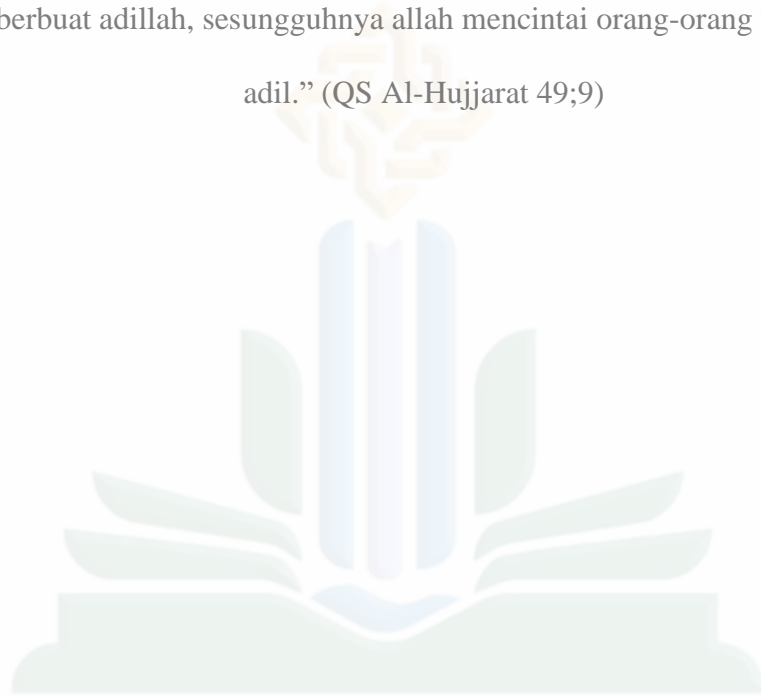 berbuat adillah, sesungguhnya allah mencintai orang-orang
adil.” (QS Al-Hujjarat 49;9)